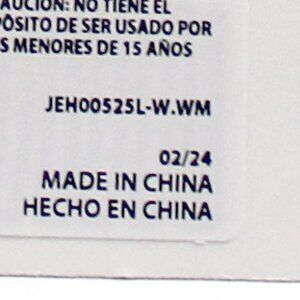 AUCIÓN: NO TIENE EL
PÓSITO DE SER USADO POR
S MENORES DE 15 AÑOS
JEH00525L-W.WM
02/24
MADE IN CHINA
HECHO EN CHINA